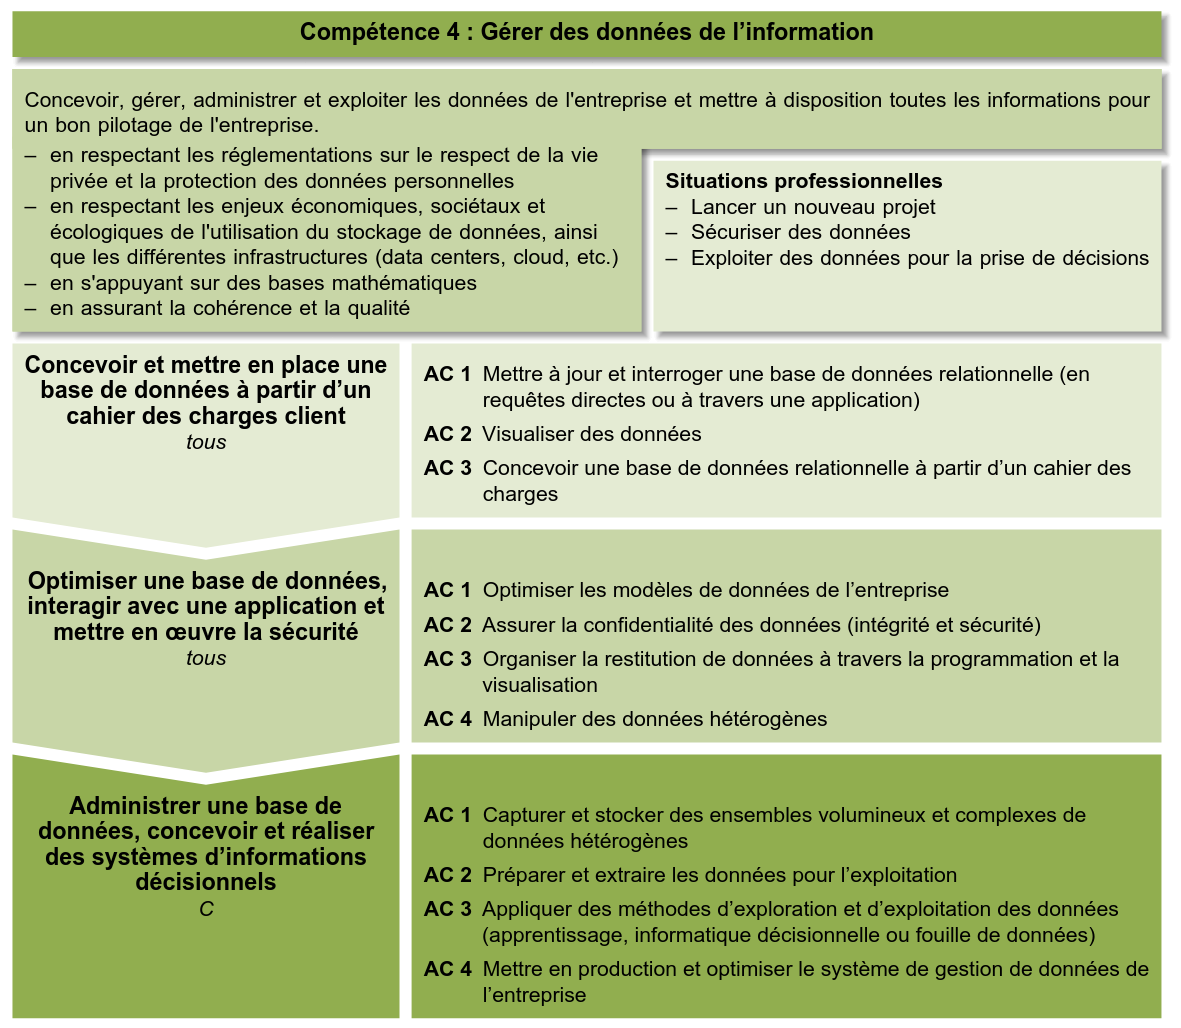 Compétence 4 : Gérer des données de l’information
Concevoir, gérer, administrer et exploiter les données de l'entreprise et mettre à disposition toutes les informations pour
un bon pilotage de l'entreprise.
– en respectant les réglementations sur le respect de la vie
privée et la protection des données personnelles
– en respectant les enjeux économiques, sociétaux et
écologiques de l'utilisation du stockage de données, ainsi
que les différentes infrastructures (data centers, cloud, etc.)
– en s'appuyant sur des bases mathématiques
– en assurant la cohérence et la qualité
Situations professionnelles
– Lancer un nouveau projet
– Sécuriser des données
– Exploiter des données pour la prise de décisions
Concevoir et mettre en place une
base de données à partir d’un
cahier des charges client
tous
AC 1 Mettre à jour et interroger une base de données relationnelle (en
requêtes directes ou à travers une application)
AC 2 Visualiser des données
AC 3 Concevoir une base de données relationnelle à partir d’un cahier des
charges
Optimiser une base de données,
interagir avec une application et
mettre en œuvre la sécurité
tous
AC 1 Optimiser les modèles de données de l’entreprise
AC 2 Assurer la confidentialité des données (intégrité et sécurité)
AC 3 Organiser la restitution de données à travers la programmation et la
visualisation
AC 4 Manipuler des données hétérogènes
Administrer une base de
données, concevoir et réaliser
des systèmes d’informations
décisionnels
C
AC 1 Capturer et stocker des ensembles volumineux et complexes de
données hétérogènes
AC 2 Préparer et extraire les données pour l’exploitation
AC 3 Appliquer des méthodes d’exploration et d’exploitation des données
(apprentissage, informatique décisionnelle ou fouille de données)
AC 4 Mettre en production et optimiser le système de gestion de données de
l’entreprise